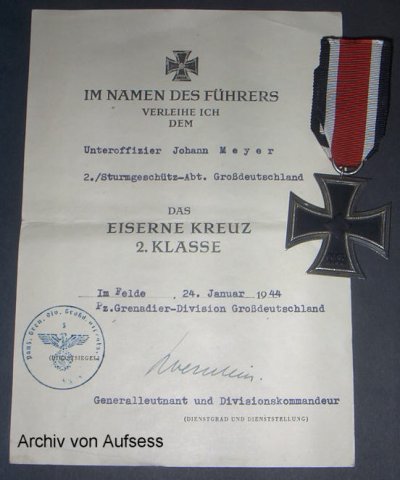 IM NAMEN DES FÜHRERS
VERLEIHE ICH
DEM
Unteroffizier Johann Meyer
2./Sturmgeschütz-Abt. Großdeutschland
DAS
EISERNE KREUZ
2. KLASSE
Im Felde , 24. Januar 1944
Pz.Grenadier-Division Großdeutschland
(DIENSTSIEGEL)
Generalleutnant und Divisionskommandeur
(DIENSTGRAD UND DIENSTSTELLUNG)
Archiv von Aufsess